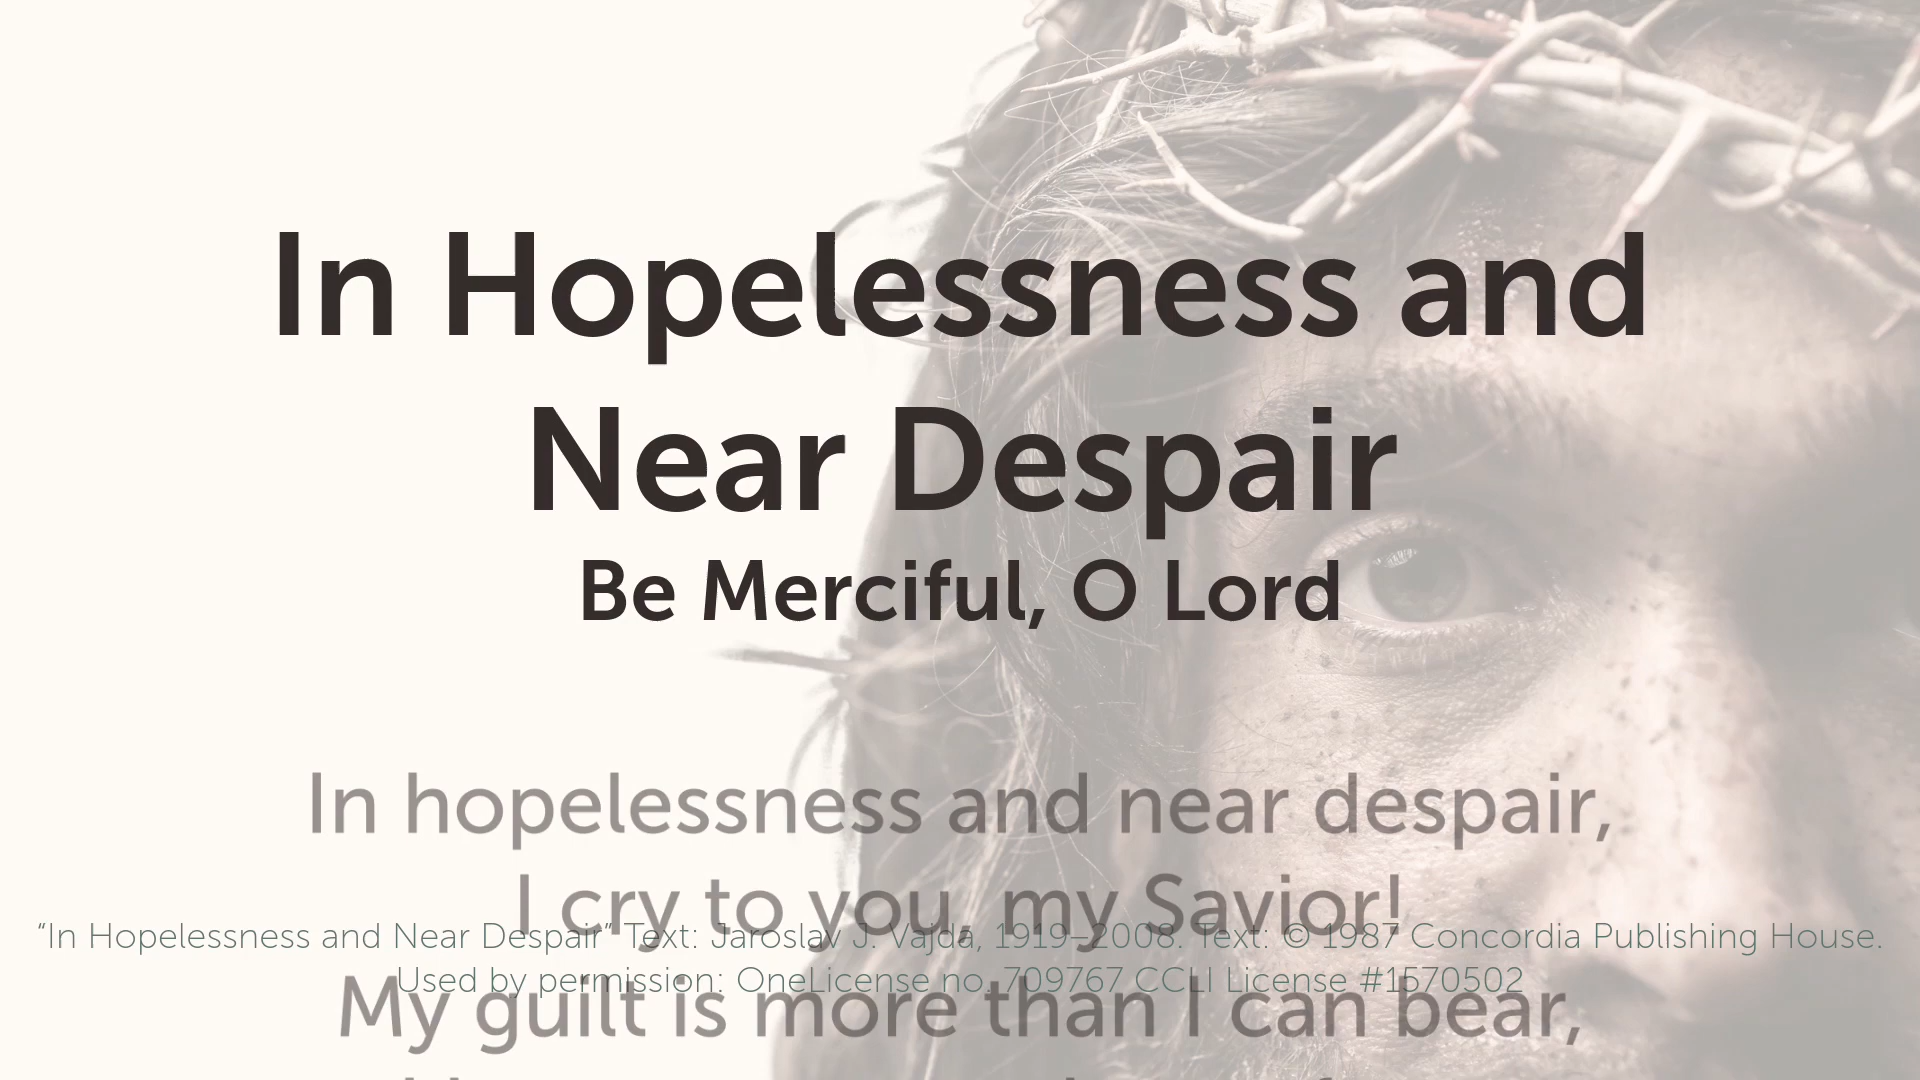 In Hopelessness and
Near Despair
Be Merciful, O Lord
In hopelessness and near despair,
I cry to you, my Savior!
“In Hopelessness and Near Despair” Text: Jaroslav J. Vajda, 1919–2008. Text: © 1987 Concordia Publishing House.
Used by permission: OneLicense no. 709767 CCLI License #1570502
My guilt is more than I can bear,